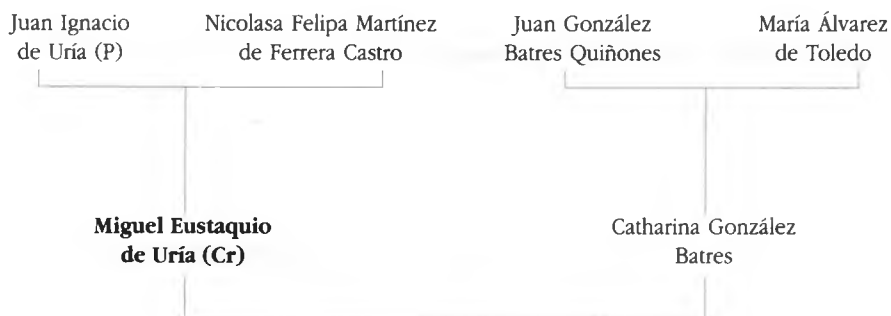 Juan Ignacio
de Uría (P)
Nicolasa Felipa Martínez
de Ferrera Castro
Juan González
Batres Quiñones
María Álvarez
de Toledo
Miguel Eustaquio
de Uría (Cr)
Catharina González
Batres